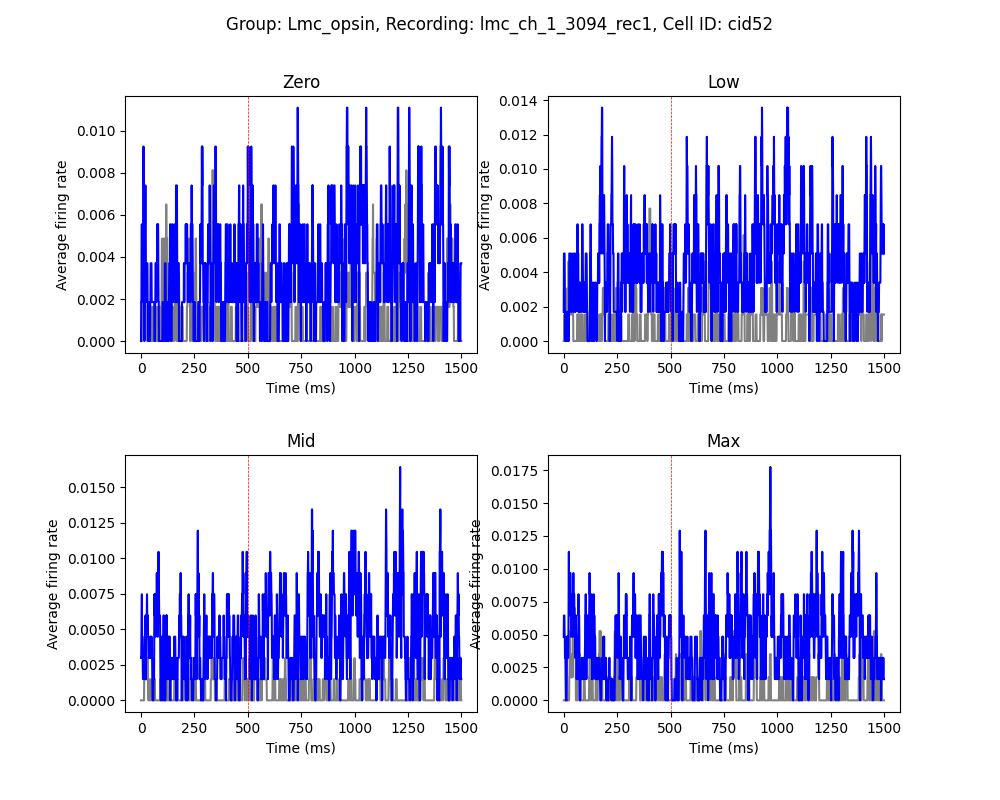 Group: Lmc_opsin, Recording: lmc_ch_1_3094_rec1, Cell ID: cid52
Zero
Average firing rate
0.010
0.008
0.006
0.004
0.002
0.000
0 250 500 750 1000 1250 1500
Time (ms)
Low
Average firing rate
0.014
0.012
0.010
0.008
0.006
0.004
0.002
0.000
0 250 500 750 1000 1250 1500
Time (ms)
Mid
Average firing rate
0.0150
0.0125
0.0100
0.0075
0.0050
0.0025
0.0000
0 250 500 750 1000 1250 1500
Time (ms)
Max
Average firing rate
0.0175
0.0150
0.0125
0.0100
0.0075
0.0050
0.0025
0.0000
0 250 500 750 1000 1250 1500
Time (ms)